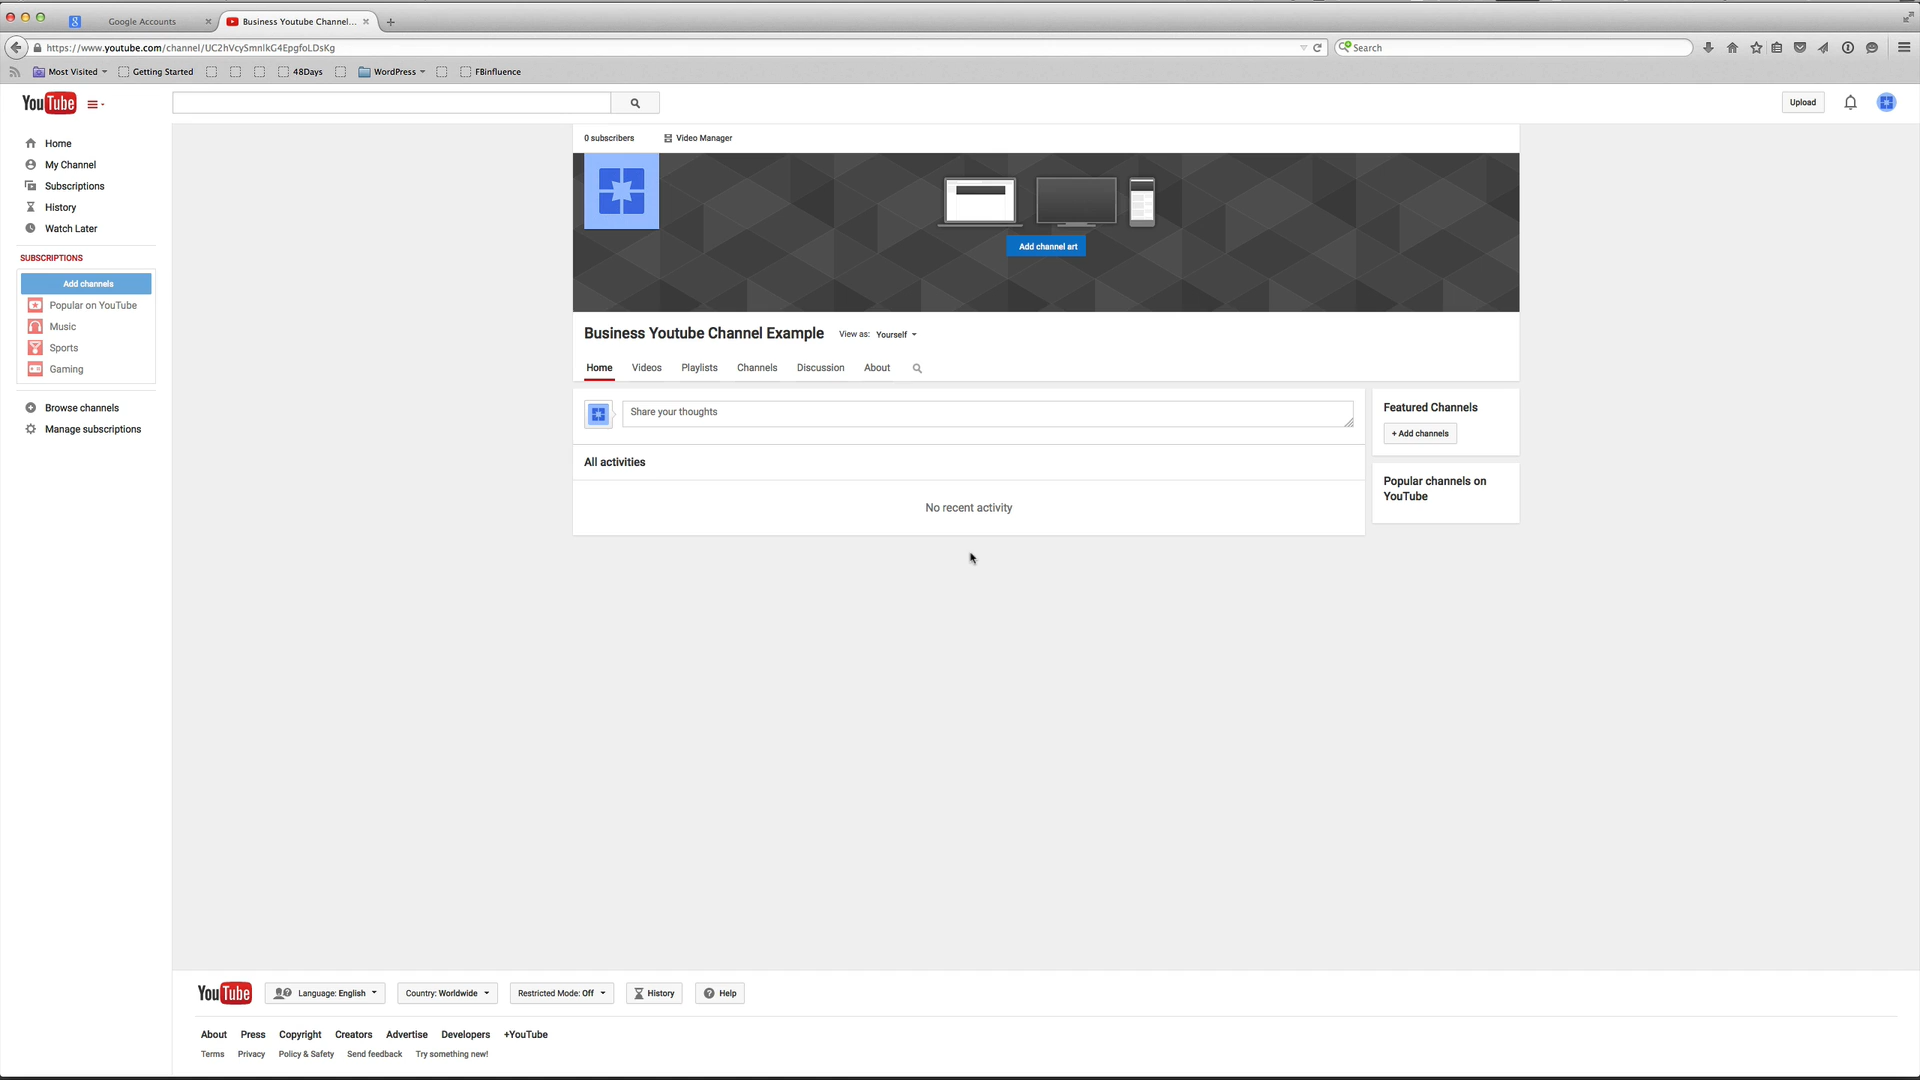 Google Accounts
Business Youtube Channel...
https://www.youtube.com/channel/UC2hVcySmnlkG4EpgfoLDsKg
Search
Most Visited
Getting Started
48Days
WordPress
FBinfluence
YouTube
Upload
Home
My Channel
Subscriptions
History
Watch Later
SUBSCRIPTIONS
Add channels
Popular on YouTube
Music
Sports
Gaming
Browse channels
Manage subscriptions
0 subscribers
Video Manager
Add channel art
Business Youtube Channel Example
View as: Yourself
Home Videos Playlists Channels Discussion About
Share your thoughts
All activities
No recent activity
Featured Channels
+ Add channels
Popular channels on
YouTube
YouTube
Language: English
Country: Worldwide
Restricted Mode: Off
History
Help
About Press Copyright Creators Advertise Developers +YouTube
Terms Privacy Policy & Safety Send feedback Try something new!